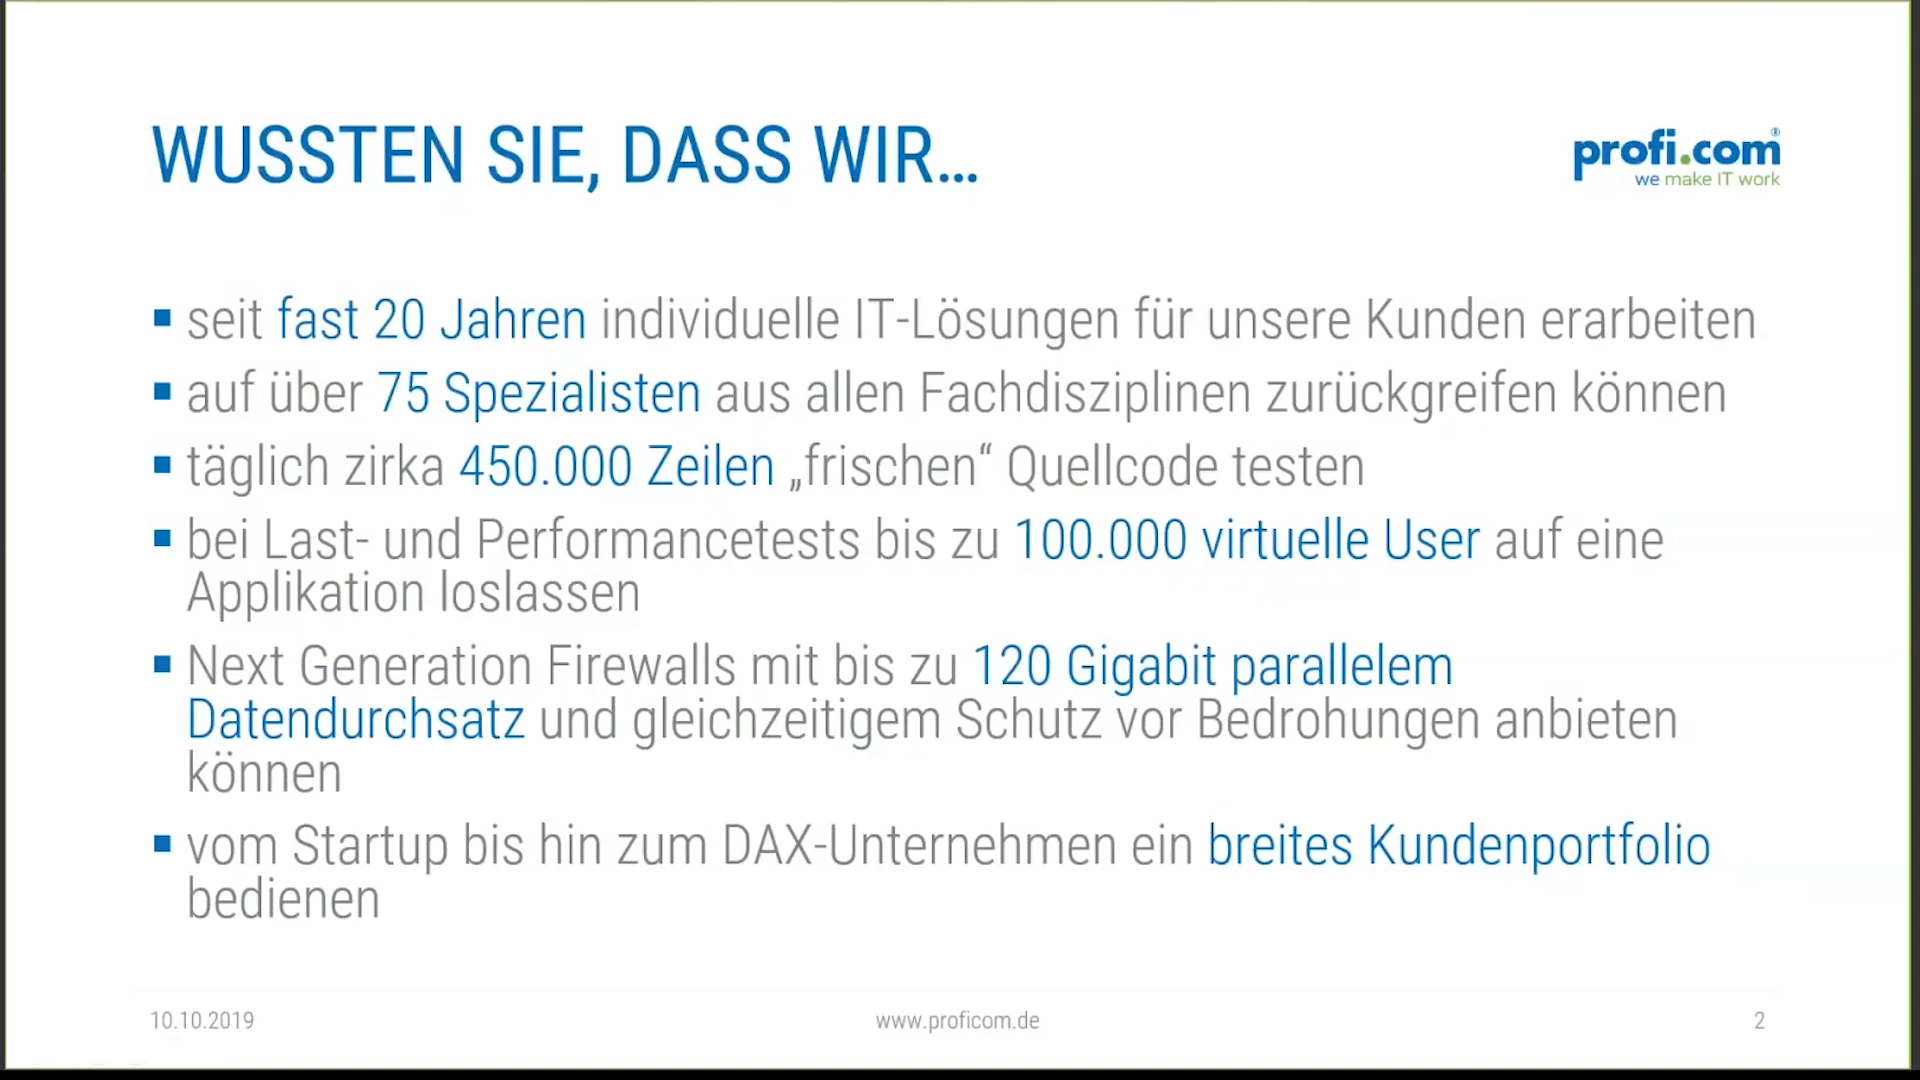 WUSSTEN SIE, DASS WIR…
profi.com®
we make IT work
▪ seit fast 20 Jahren individuelle IT-Lösungen für unsere Kunden erarbeiten
▪ auf über 75 Spezialisten aus allen Fachdisziplinen zurückgreifen können
▪ täglich zirka 450.000 Zeilen „frischen“ Quellcode testen
▪ bei Last- und Performancetests bis zu 100.000 virtuelle User auf eine
Applikation loslassen
▪ Next Generation Firewalls mit bis zu 120 Gigabit parallelem
Datendurchsatz und gleichzeitigem Schutz vor Bedrohungen anbieten
können
▪ vom Startup bis hin zum DAX-Unternehmen ein breites Kundenportfolio
bedienen
10.10.2019
www.proficom.de
2